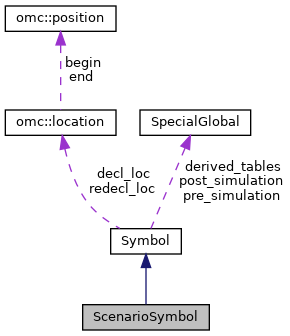 omc::position
begin
end
omc::location
SpecialGlobal
decl_loc
redecl_loc
derived_tables
post_simulation
pre_simulation
Symbol
ScenarioSymbol